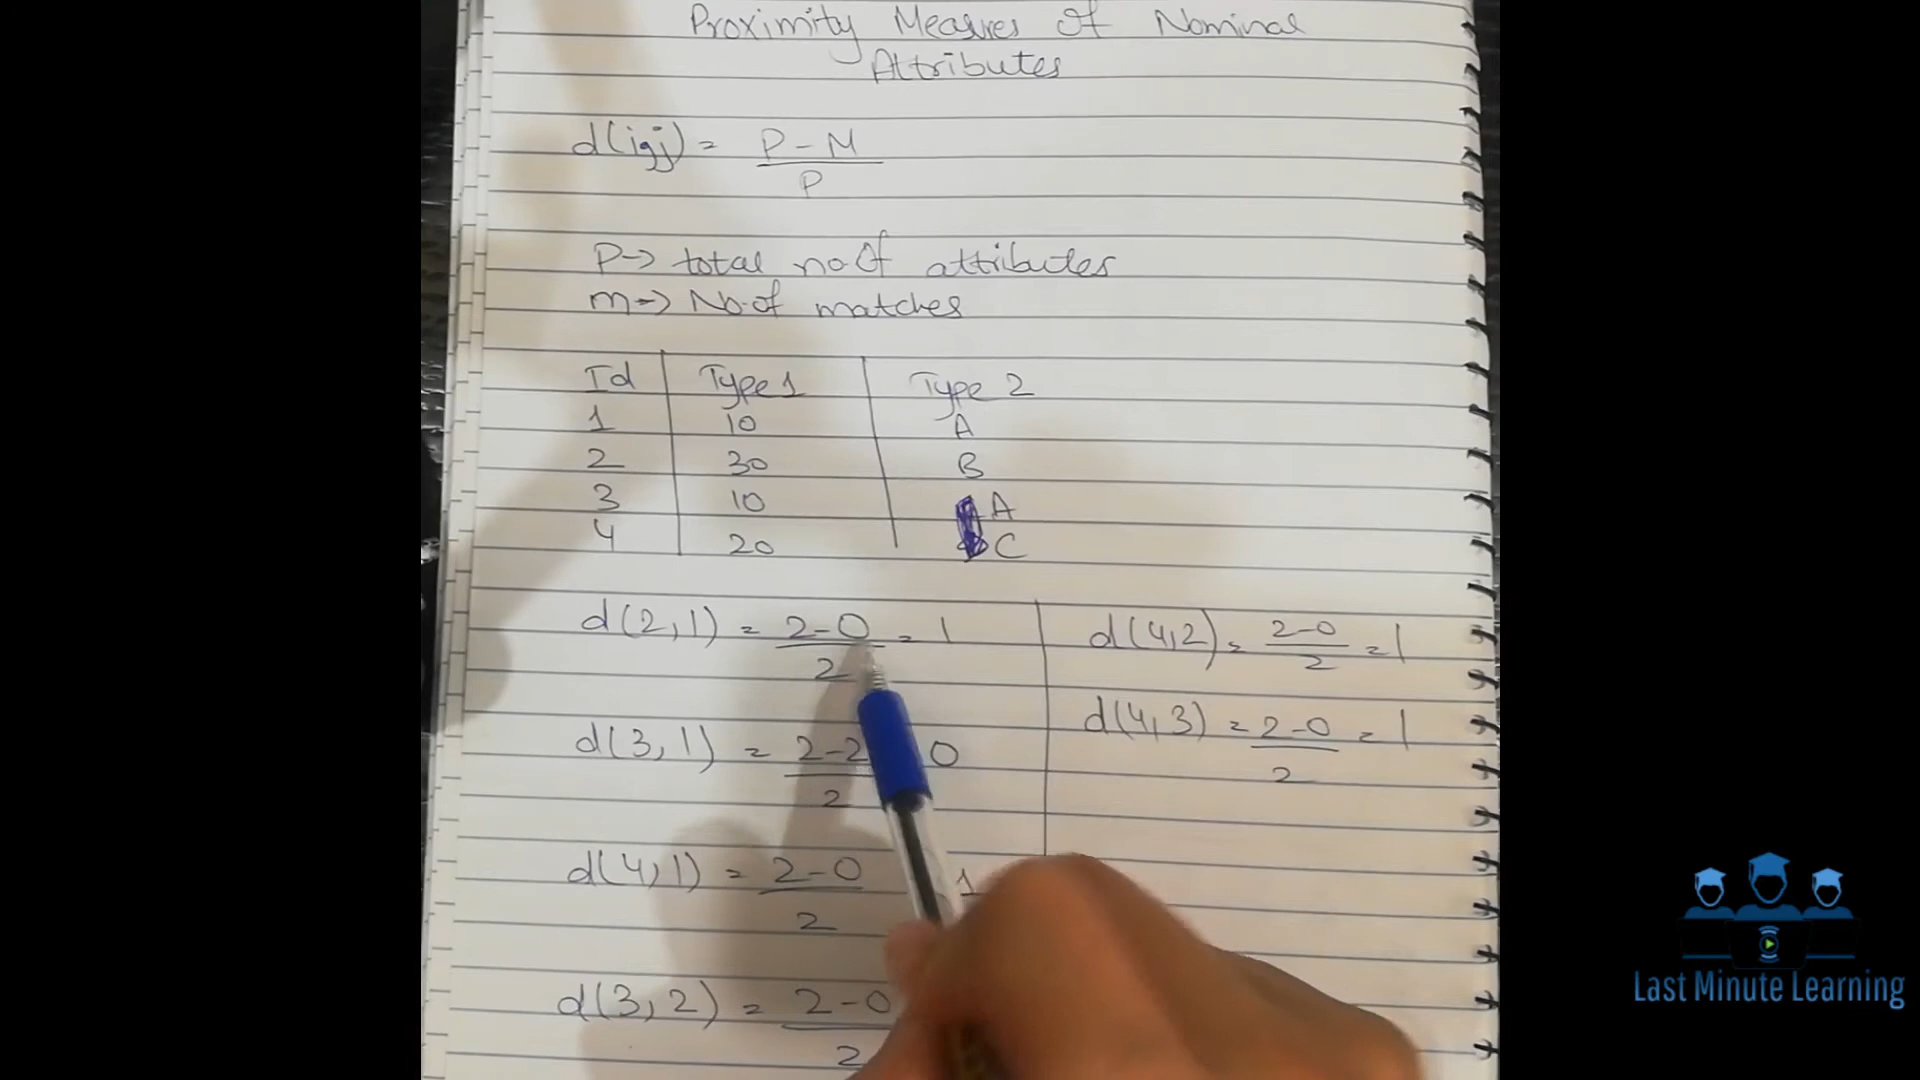 Proximity Measures Of Nominal
Attributes
d(i,j) = P - M
P
P -> total no of attributes
m -> No. of matches
Id Type 1 Type 2
1 10 A
2 30 B
3 10 A
4 20 C
d(2,1) = 2-0 = 1
2
d(3,1) = 2-2 0
2
d(4,1) = 2-0 1
2
d(3,2) = 2-0
2
d(4,2) = 2-0 = 1
2
d(4,3) = 2-0 = 1
2
Last Minute Learning